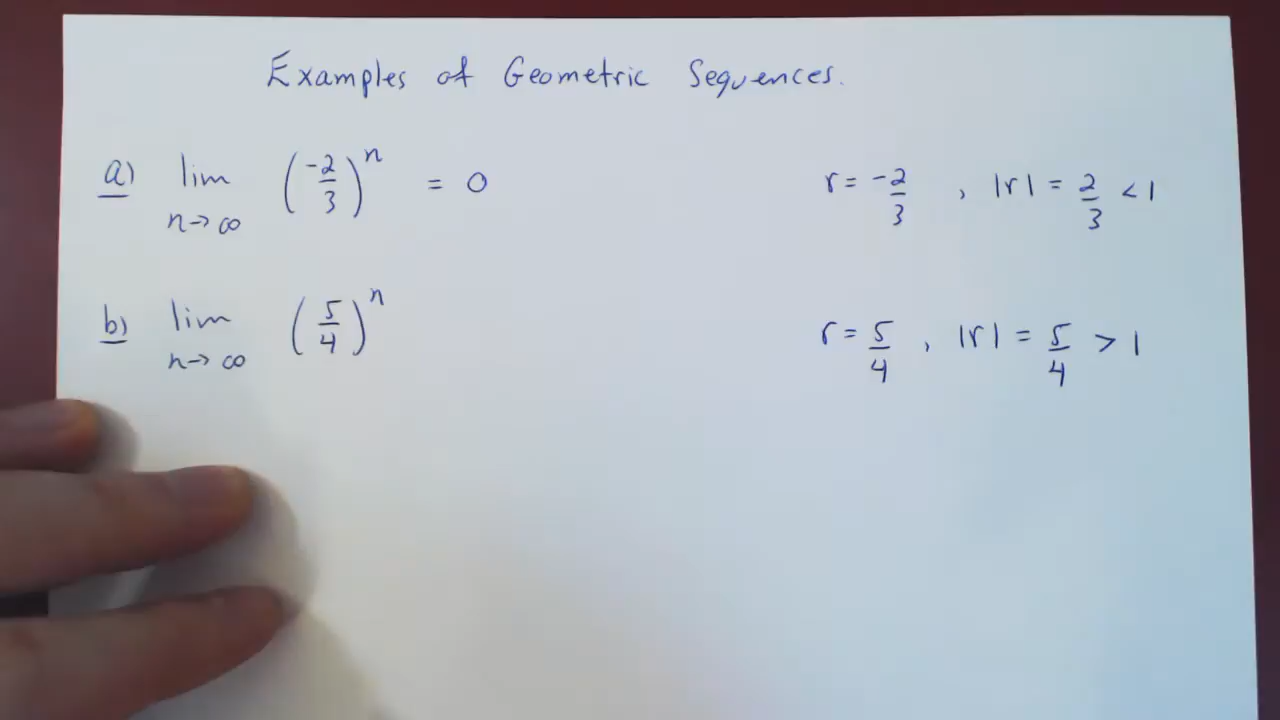 Examples of Geometric Sequences.
a) lim n→∞ (-2/3)^n = 0 r = -2/3 , |r| = 2/3 < 1
b) lim n→∞ (5/4)^n r = 5/4 , |r| = 5/4 > 1